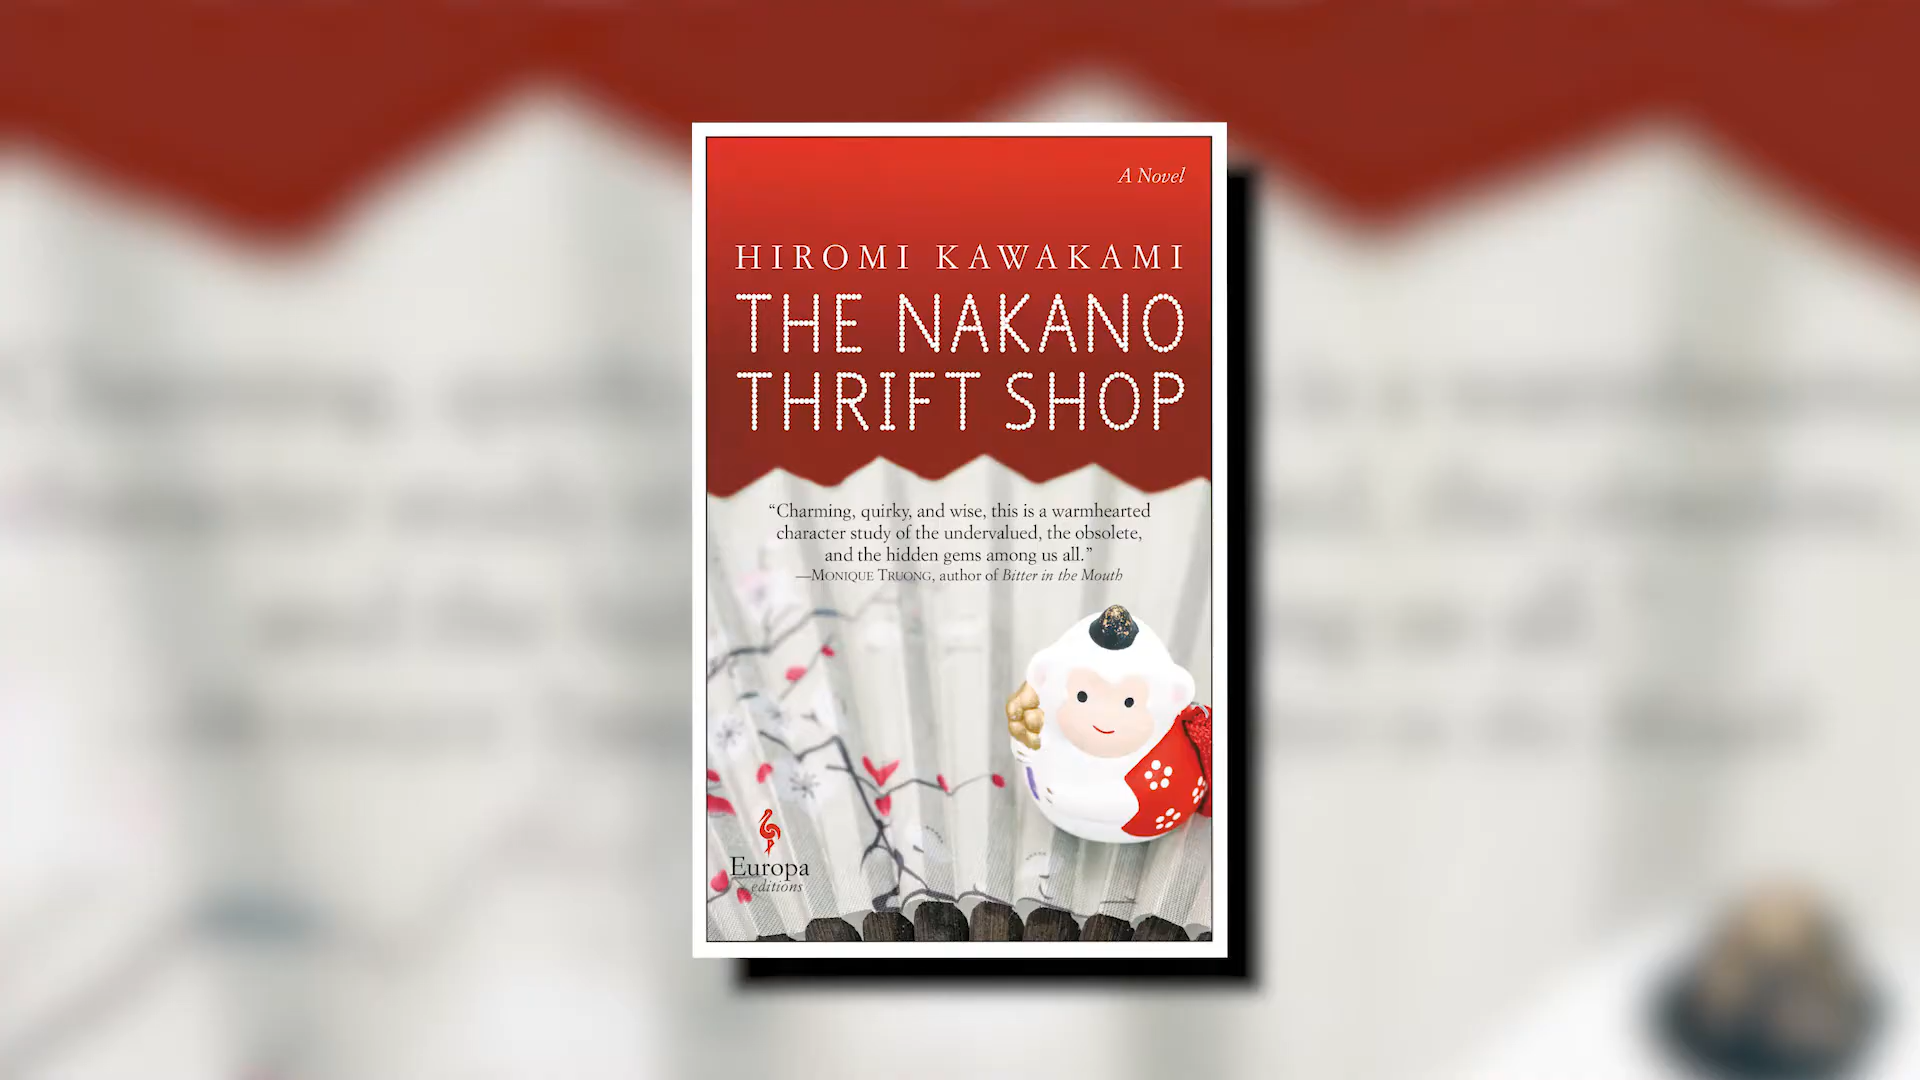 A Novel
HIROMI KAWAKAMI
THE NAKANO
THRIFT SHOP
“Charming, quirky, and wise, this is a warmhearted
character study of the undervalued, the obsolete,
and the hidden gems among us all.”
—MONIQUE TRUONG, author of Bitter in the Mouth
Europa
editions